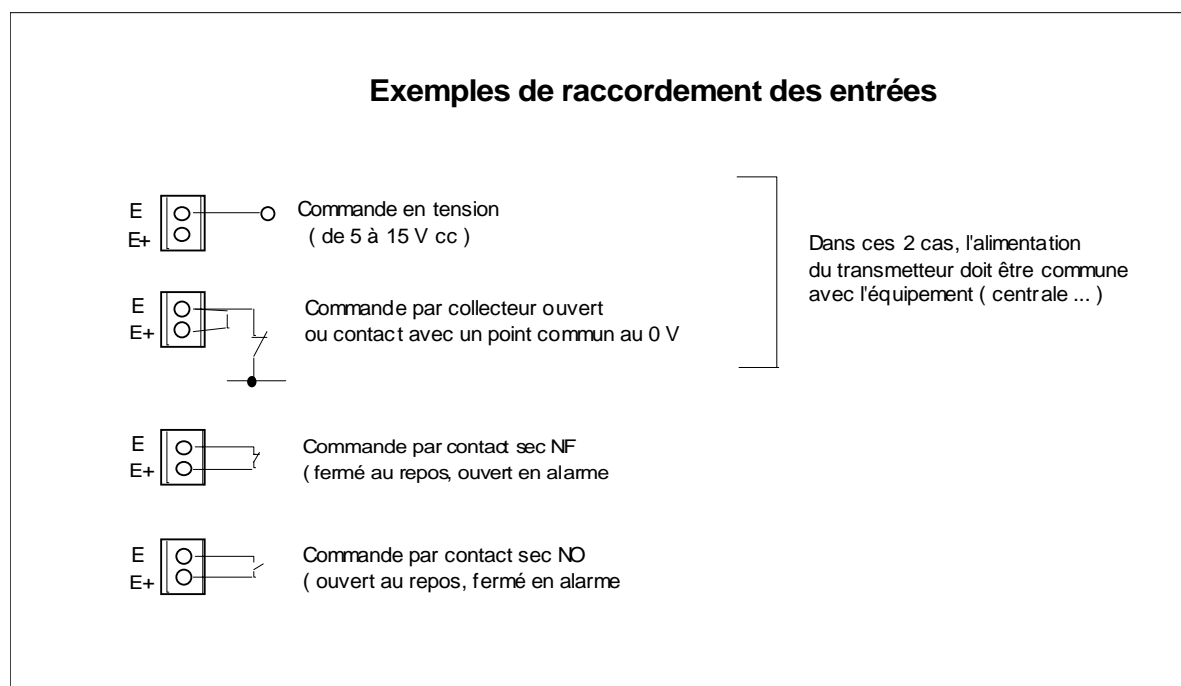 Exemples de raccordement des entrées
E
E+
Commande en tension
( de 5 à 15 V cc )
E
E+
Commande par collecteur ouvert
ou contact avec un point commun au 0 V
Dans ces 2 cas, l'alimentation
du transmetteur doit être commune
avec l'équipement ( centrale ... )
E
E+
Commande par contact sec NF
( fermé au repos, ouvert en alarme
E
E+
Commande par contact sec NO
( ouvert au repos, fermé en alarme